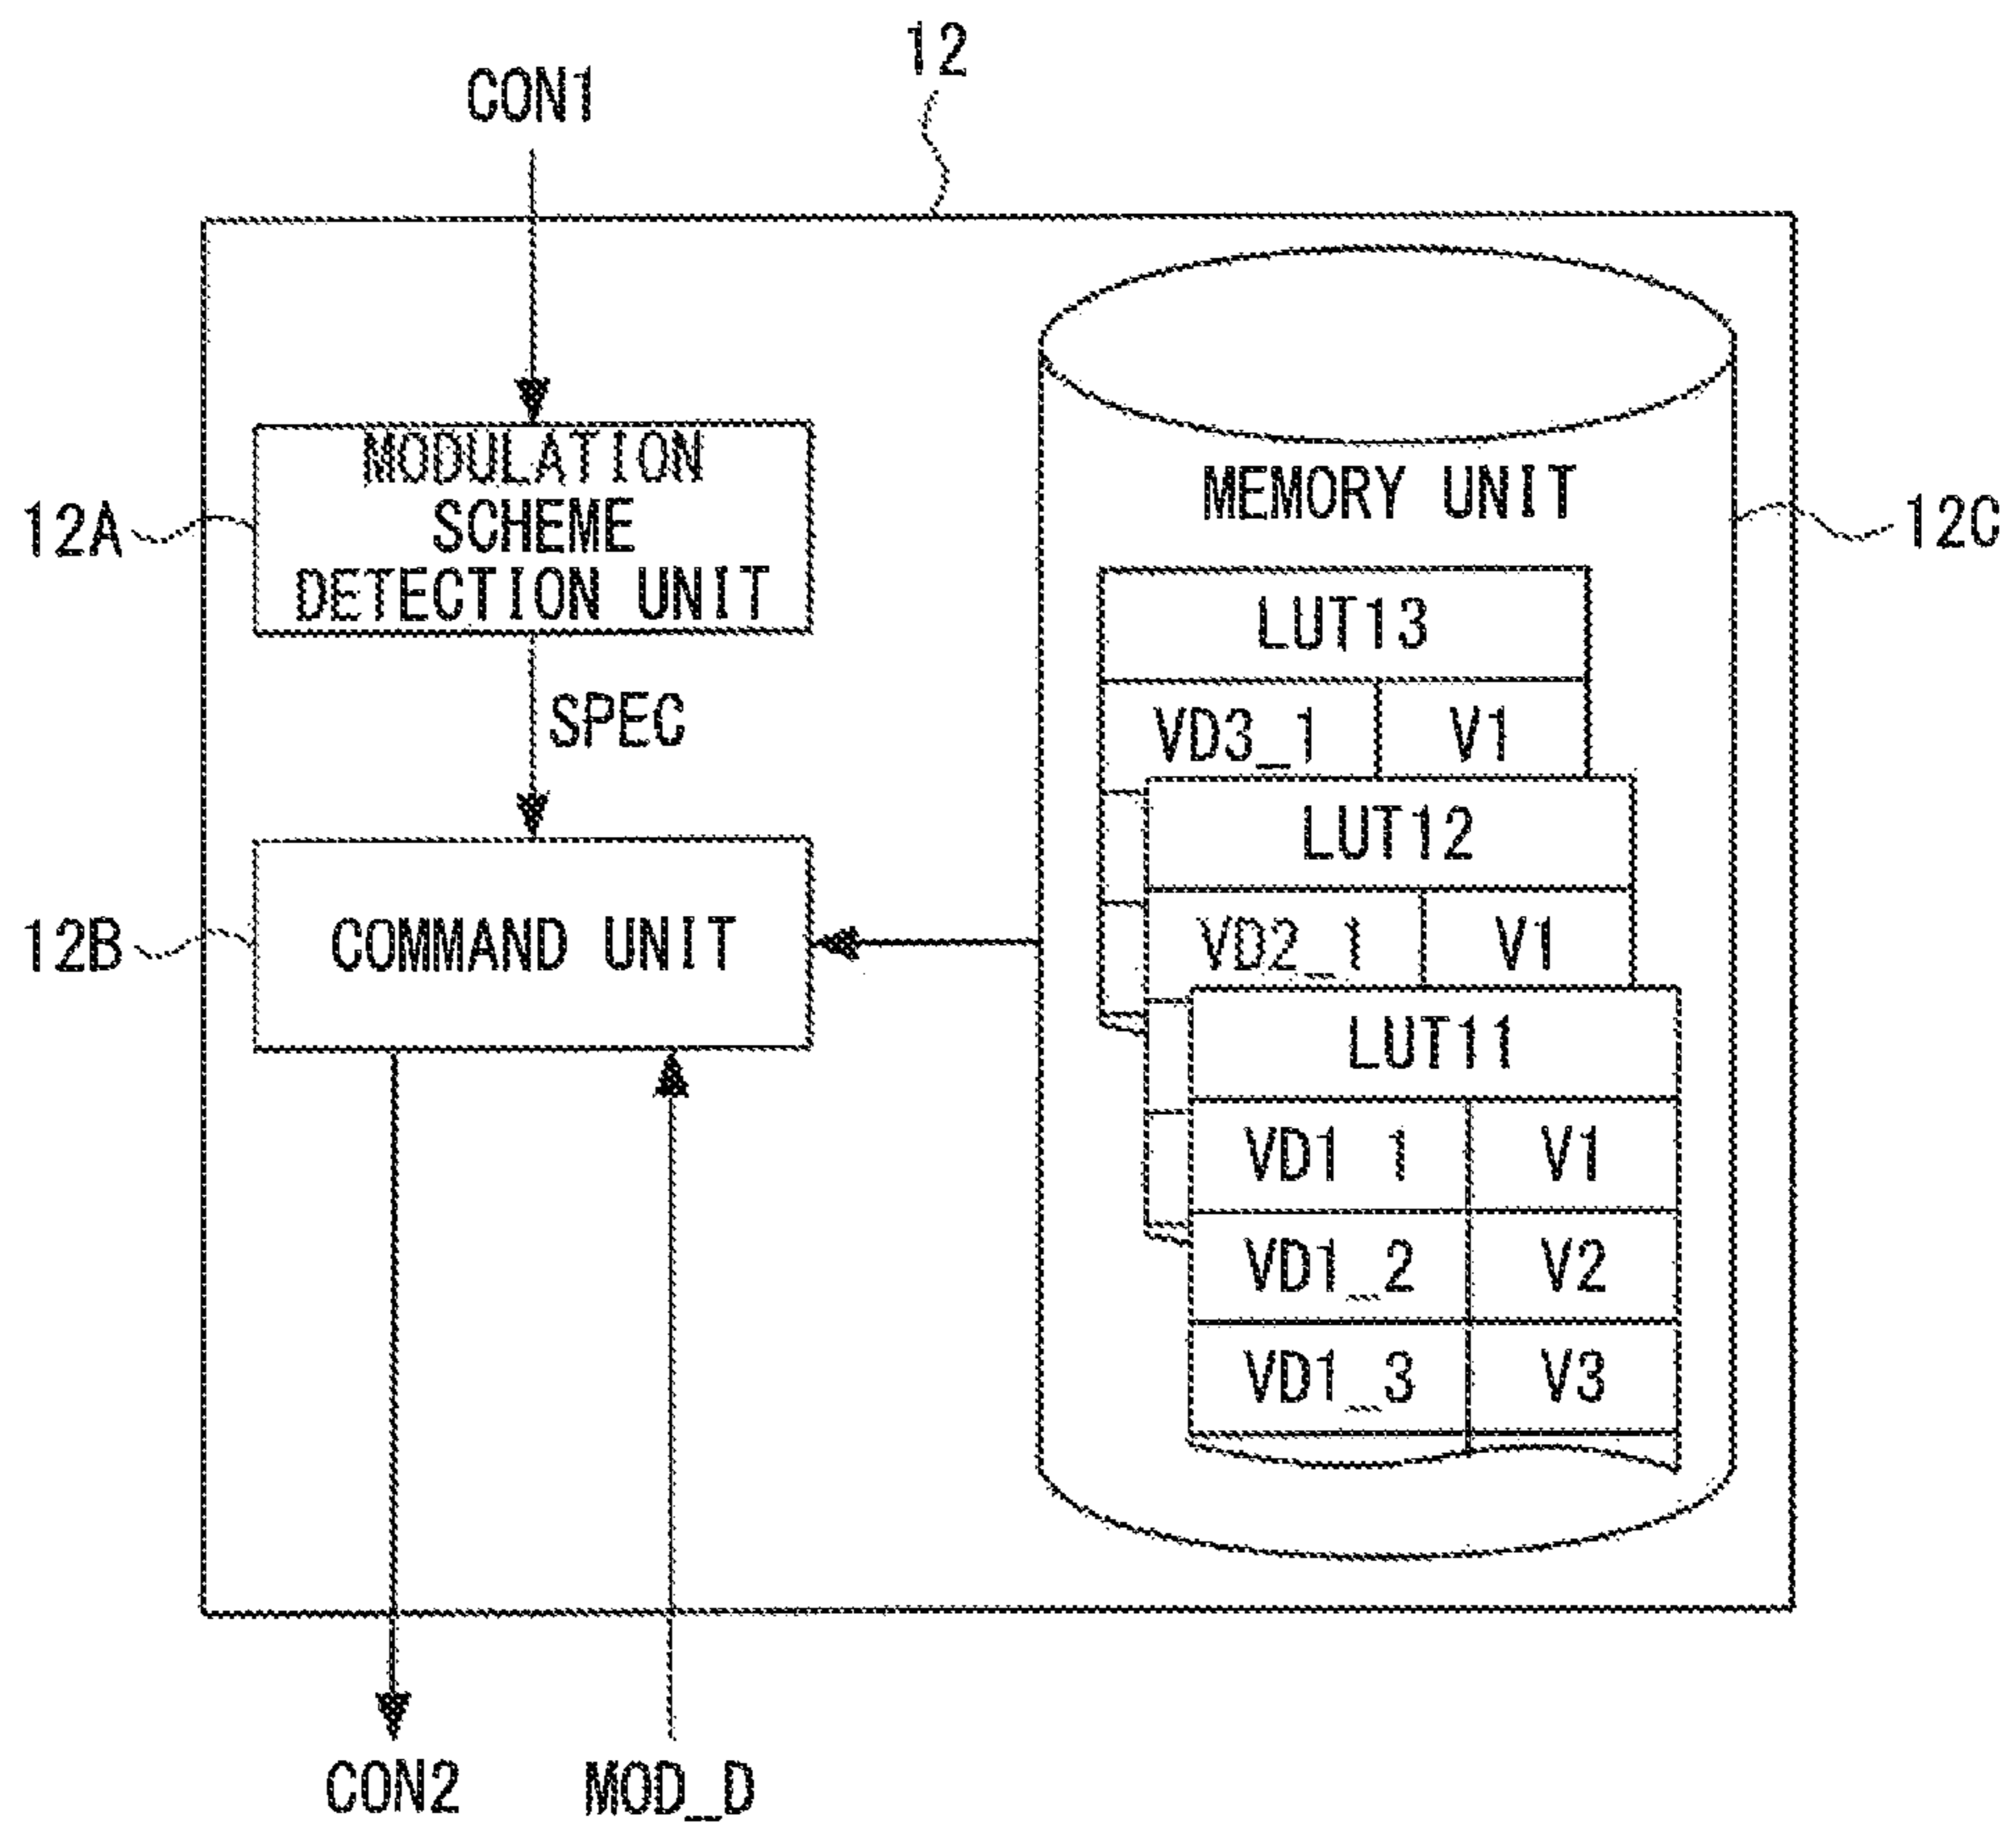 12
CON1
MODULATION
SCHEME
DETECTION UNIT
12A
MEMORY UNIT
12C
LUT13
VD3_1 V1
SPEC
LUT12
VD2_1 V1
COMMAND UNIT
12B
LUT11
VD1_1 V1
VD1_2 V2
VD1_3 V3
CON2
MOD_D